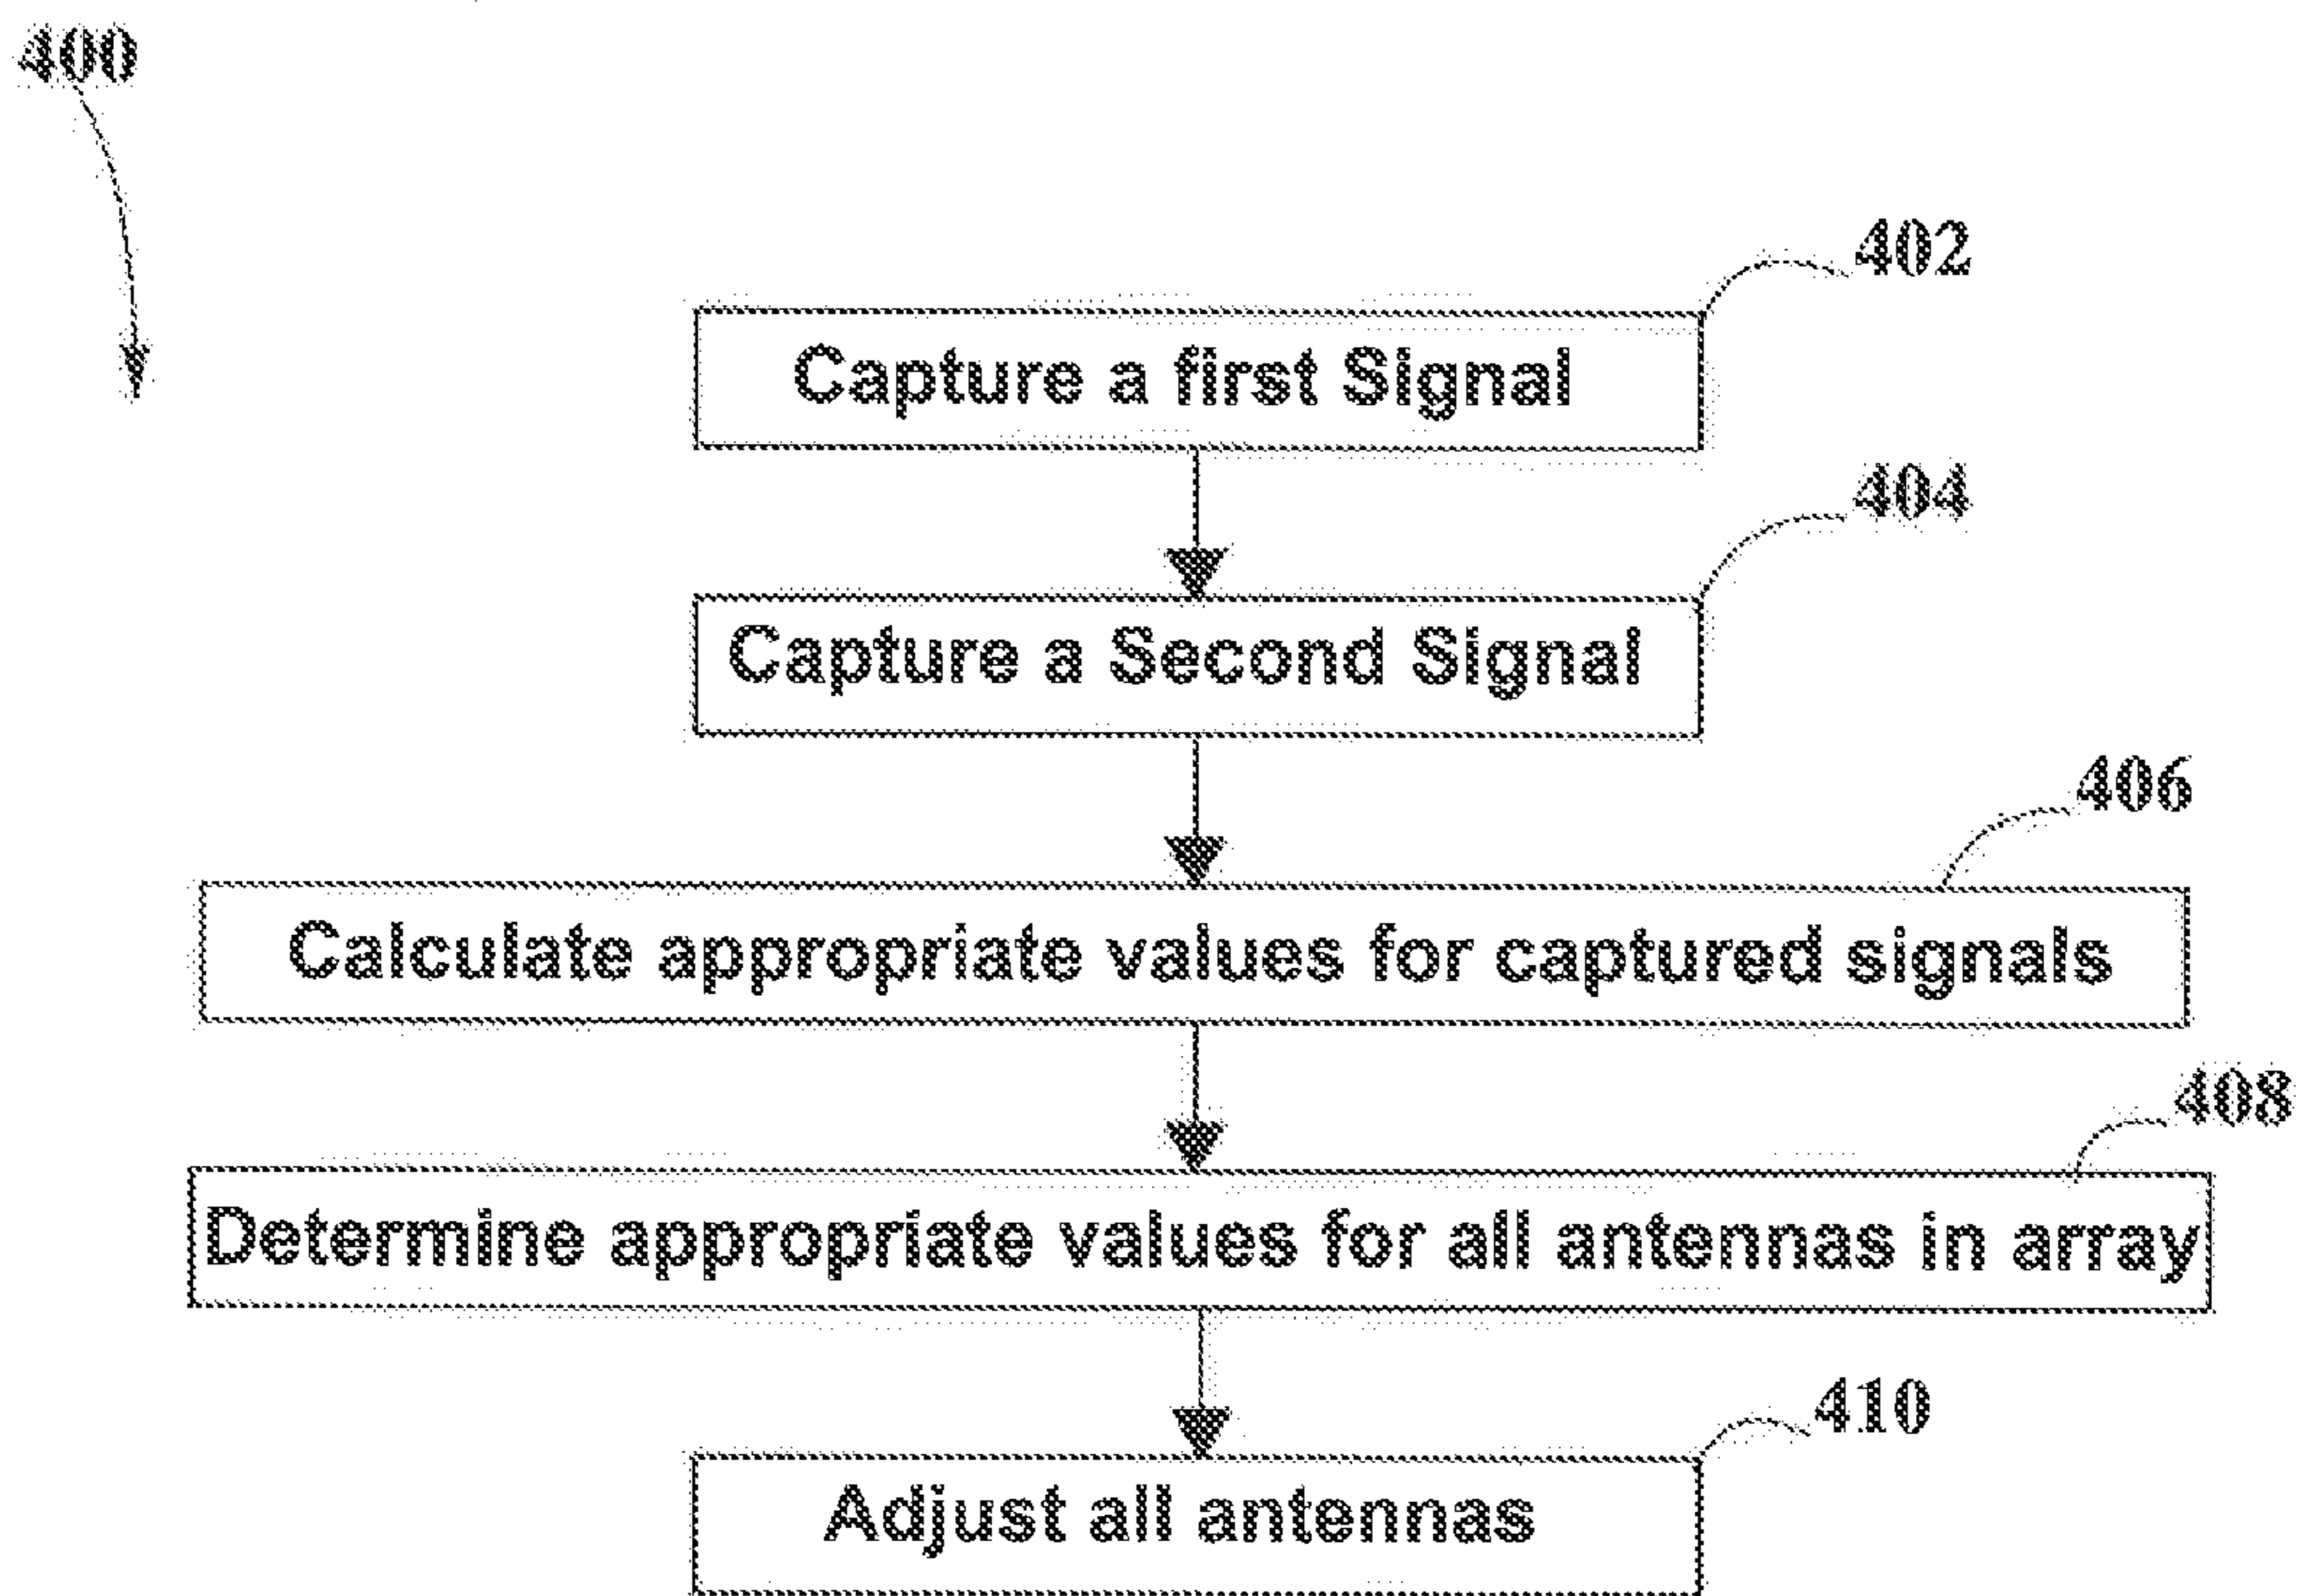 400
402
Capture a first Signal
404
Capture a Second Signal
406
Calculate appropriate values for captured signals
408
Determine appropriate values for all antennas in array
410
Adjust all antennas